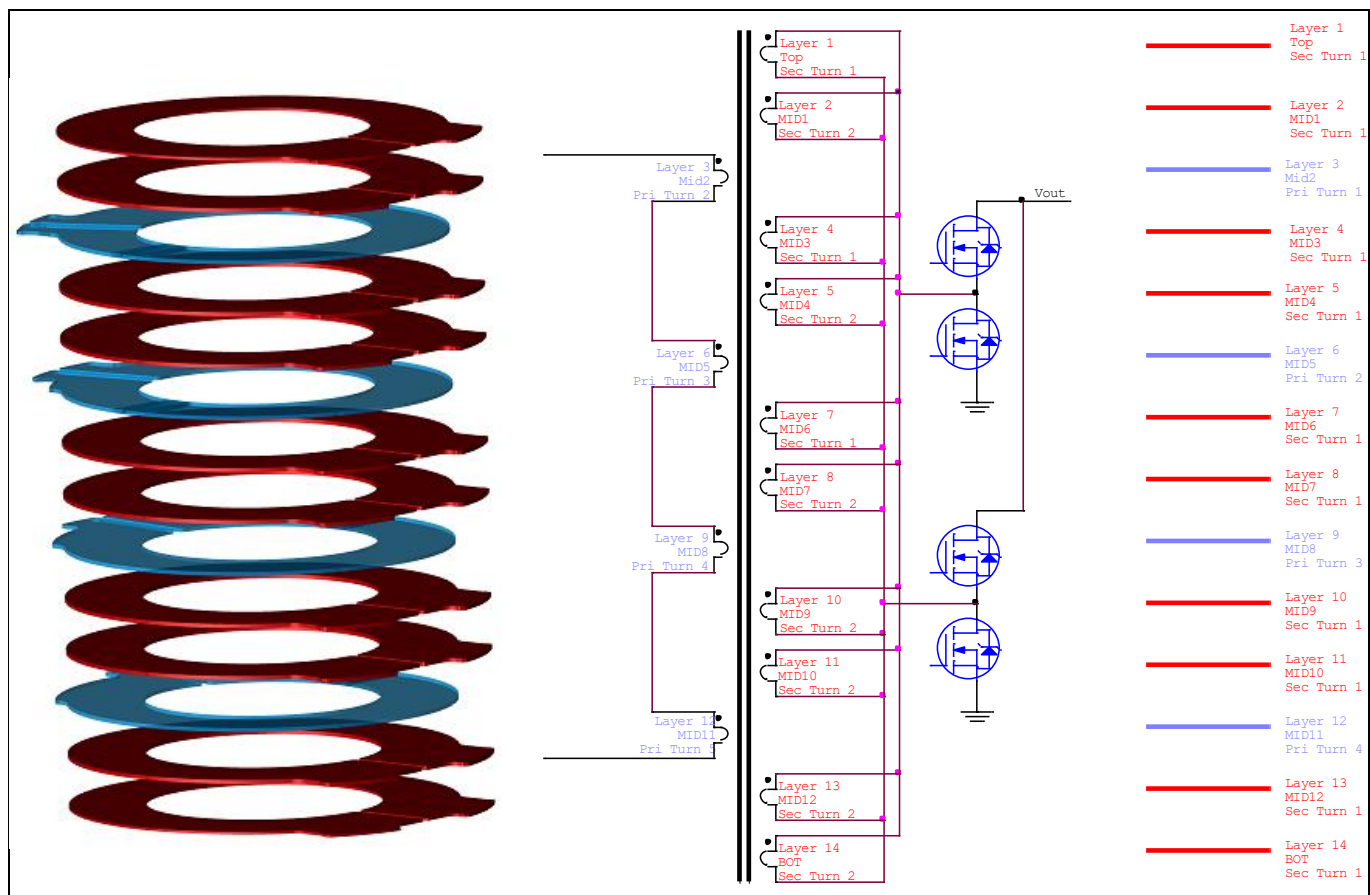 Layer 1
Top
Sec Turn 1
Layer 2
MID1
Sec Turn 2
Layer 3
Mid2
Pri Turn 2
Layer 4
MID3
Sec Turn 1
Layer 5
MID4
Sec Turn 2
Layer 6
MID5
Pri Turn 3
Layer 7
MID6
Sec Turn 1
Layer 8
MID7
Sec Turn 2
Layer 9
MID8
Pri Turn 4
Layer 10
MID9
Sec Turn 2
Layer 11
MID10
Sec Turn 2
Layer 12
MID11
Pri Turn 5
Layer 13
MID12
Sec Turn 2
Layer 14
BOT
Sec Turn 2
Vout
Layer 1
Top
Sec Turn 1
Layer 2
MID1
Sec Turn 1
Layer 3
Mid2
Pri Turn 1
Layer 4
MID3
Sec Turn 1
Layer 5
MID4
Sec Turn 1
Layer 6
MID5
Pri Turn 2
Layer 7
MID6
Sec Turn 1
Layer 8
MID7
Sec Turn 1
Layer 9
MID8
Pri Turn 3
Layer 10
MID9
Sec Turn 1
Layer 11
MID10
Sec Turn 1
Layer 12
MID11
Pri Turn 4
Layer 13
MID12
Sec Turn 1
Layer 14
BOT
Sec Turn 1